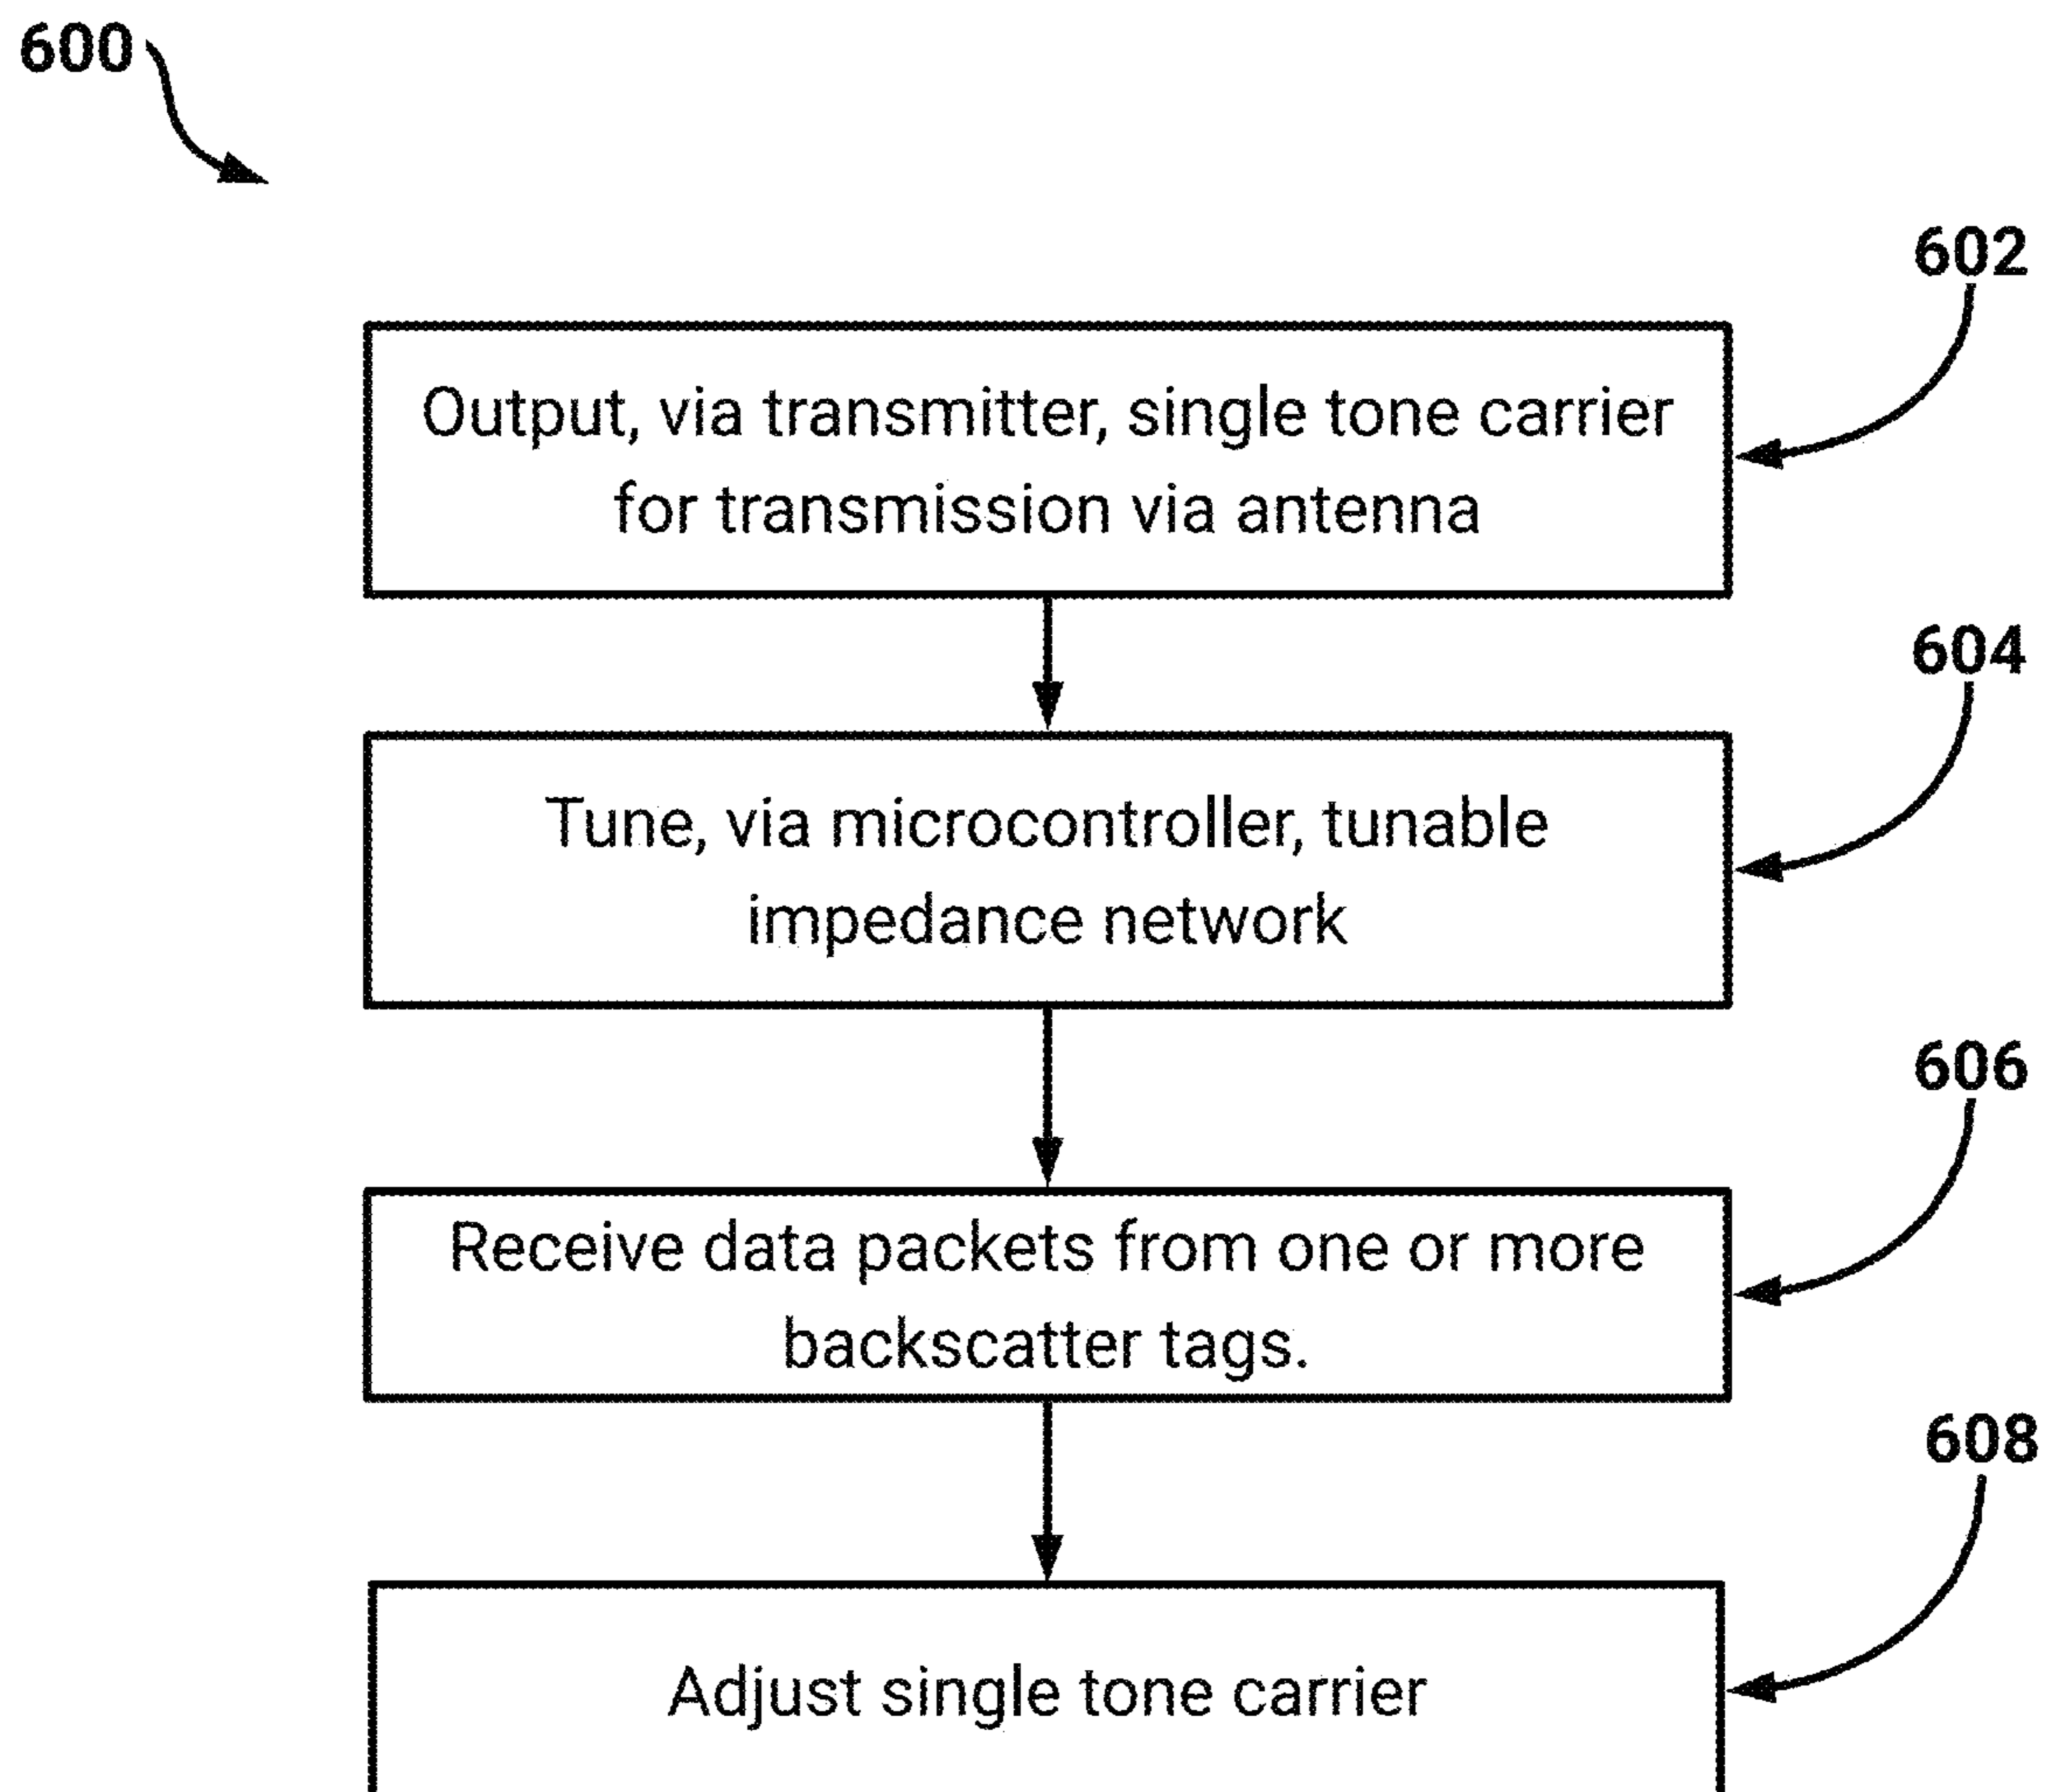 600
602
Output, via transmitter, single tone carrier
for transmission via antenna
604
Tune, via microcontroller, tunable
impedance network
606
Receive data packets from one or more
backscatter tags.
608
Adjust single tone carrier